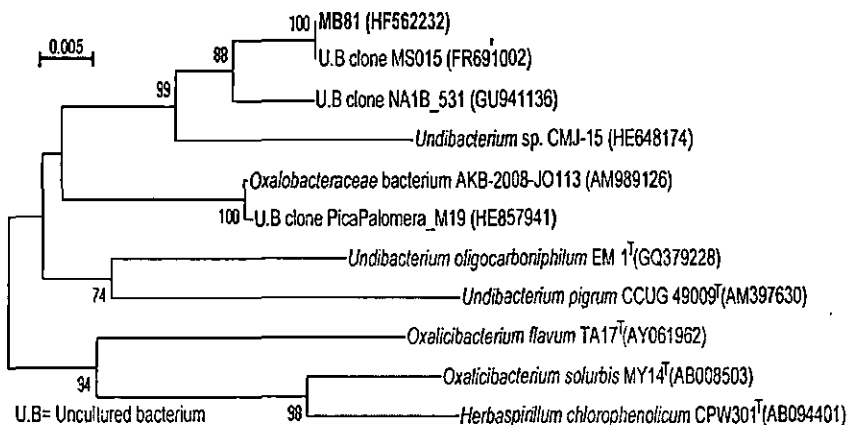 100 MB81 (HF562232)
0.005
88 U.B clone MS015 (FR691002)
99 U.B clone NA1B_531 (GU941136)
Undibacterium sp. CMJ-15 (HE648174)
Oxalobacteraceae bacterium AKB-2008-JO113 (AM989126)
100 U.B clone PicaPalomera_M19 (HE857941)
Undibacterium oligocarboniphilum EM 1T(GQ379228)
74 Undibacterium pigrum CCUG 49009T(AM397630)
Oxalicibacterium flavum TA17T(AY061962)
94 Oxalicibacterium solurbis MY14T(AB008503)
U.B= Uncultured bacterium 98 Herbaspirillum chlorophenolicum CPW301T(AB094401)